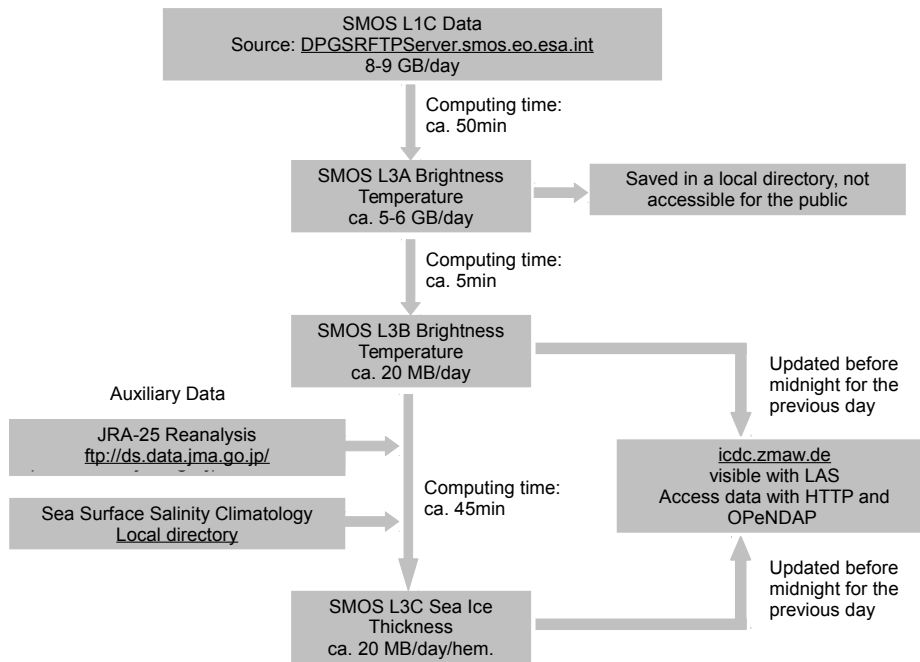 SMOS L1C Data
Source: DPGSRFTPServer.smos.eo.esa.int
8-9 GB/day
Computing time:
ca. 50min
SMOS L3A Brightness
Temperature
ca. 5-6 GB/day
Saved in a local directory, not
accessible for the public
Computing time:
ca. 5min
SMOS L3B Brightness
Temperature
ca. 20 MB/day
Updated before
midnight for the
previous day
Auxiliary Data
JRA-25 Reanalysis
ftp://ds.data.jma.go.jp/
icdc.zmaw.de
visible with LAS
Access data with HTTP and
OPeNDAP
Computing time:
ca. 45min
Sea Surface Salinity Climatology
Local directory
Updated before
midnight for the
previous day
SMOS L3C Sea Ice
Thickness
ca. 20 MB/day/hem.